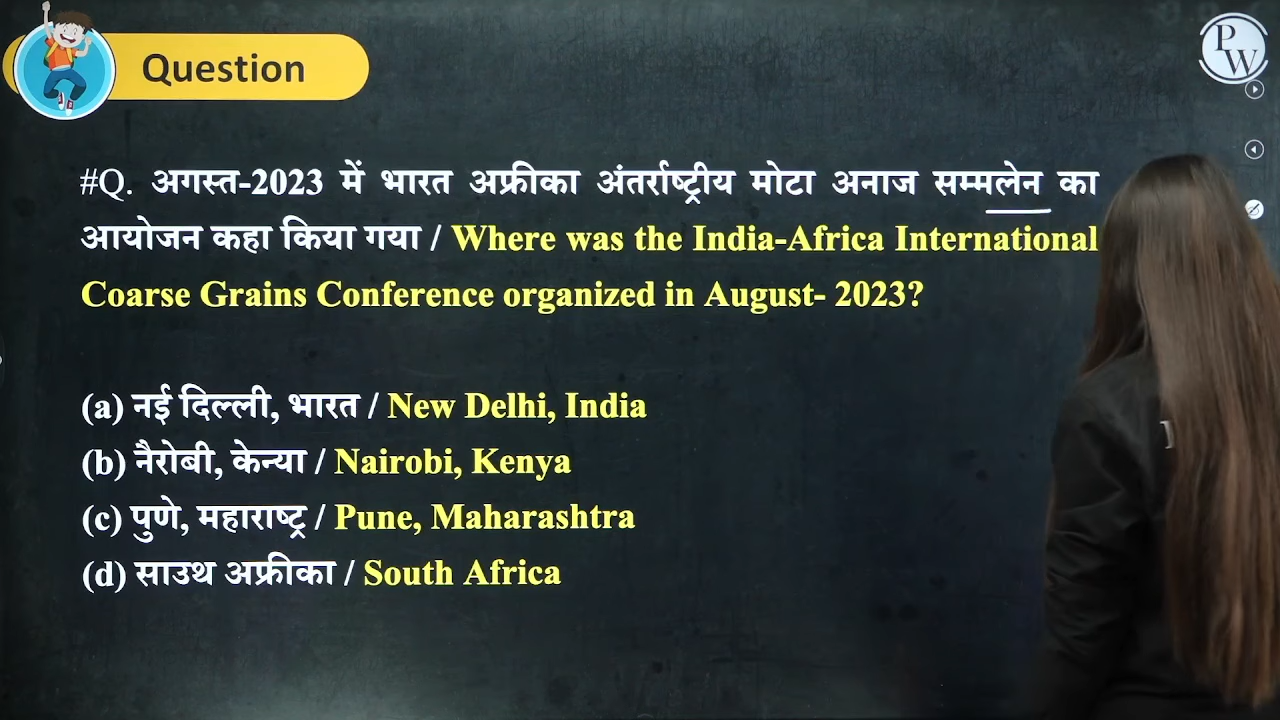 Question
PW
#Q. अगस्त-2023 में भारत अफ्रीका अंतर्राष्ट्रीय मोटा अनाज सम्मलेन का
आयोजन कहा किया गया / Where was the India-Africa International
Coarse Grains Conference organized in August- 2023?
(a) नई दिल्ली, भारत / New Delhi, India
(b) नैरोबी, केन्या / Nairobi, Kenya
(c) पुणे, महाराष्ट्र / Pune, Maharashtra
(d) साउथ अफ्रीका / South Africa